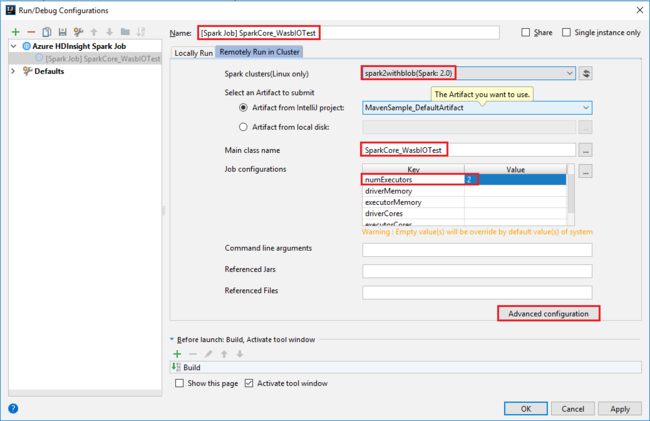 Run/Debug Configurations
Name: [Spark Job] SparkCore_WasbIOTest
Share
Single instance only
Azure HDInsight Spark Job
[Spark Job] SparkCore_WasbIOTest
Defaults
Locally Run
Remotely Run in Cluster
Spark clusters(Linux only)
spark2withblob(Spark: 2.0)
Select an Artifact to submit
The Artifact you want to use.
Artifact from IntelliJ project:
MavenSample_DefaultArtifact
Artifact from local disk:
...
Main class name
SparkCore_WasbIOTest
...
Job configurations
Key Value
...
numExecutors 2
driverMemory
executorMemory
driverCores
executorCores
Warning : Empty value(s) will be override by default value(s) of system
Command line arguments
Referenced Jars
Referenced Files
Advanced configuration
Before launch: Build, Activate tool window
Build
Show this page
Activate tool window
OK
Cancel
Apply